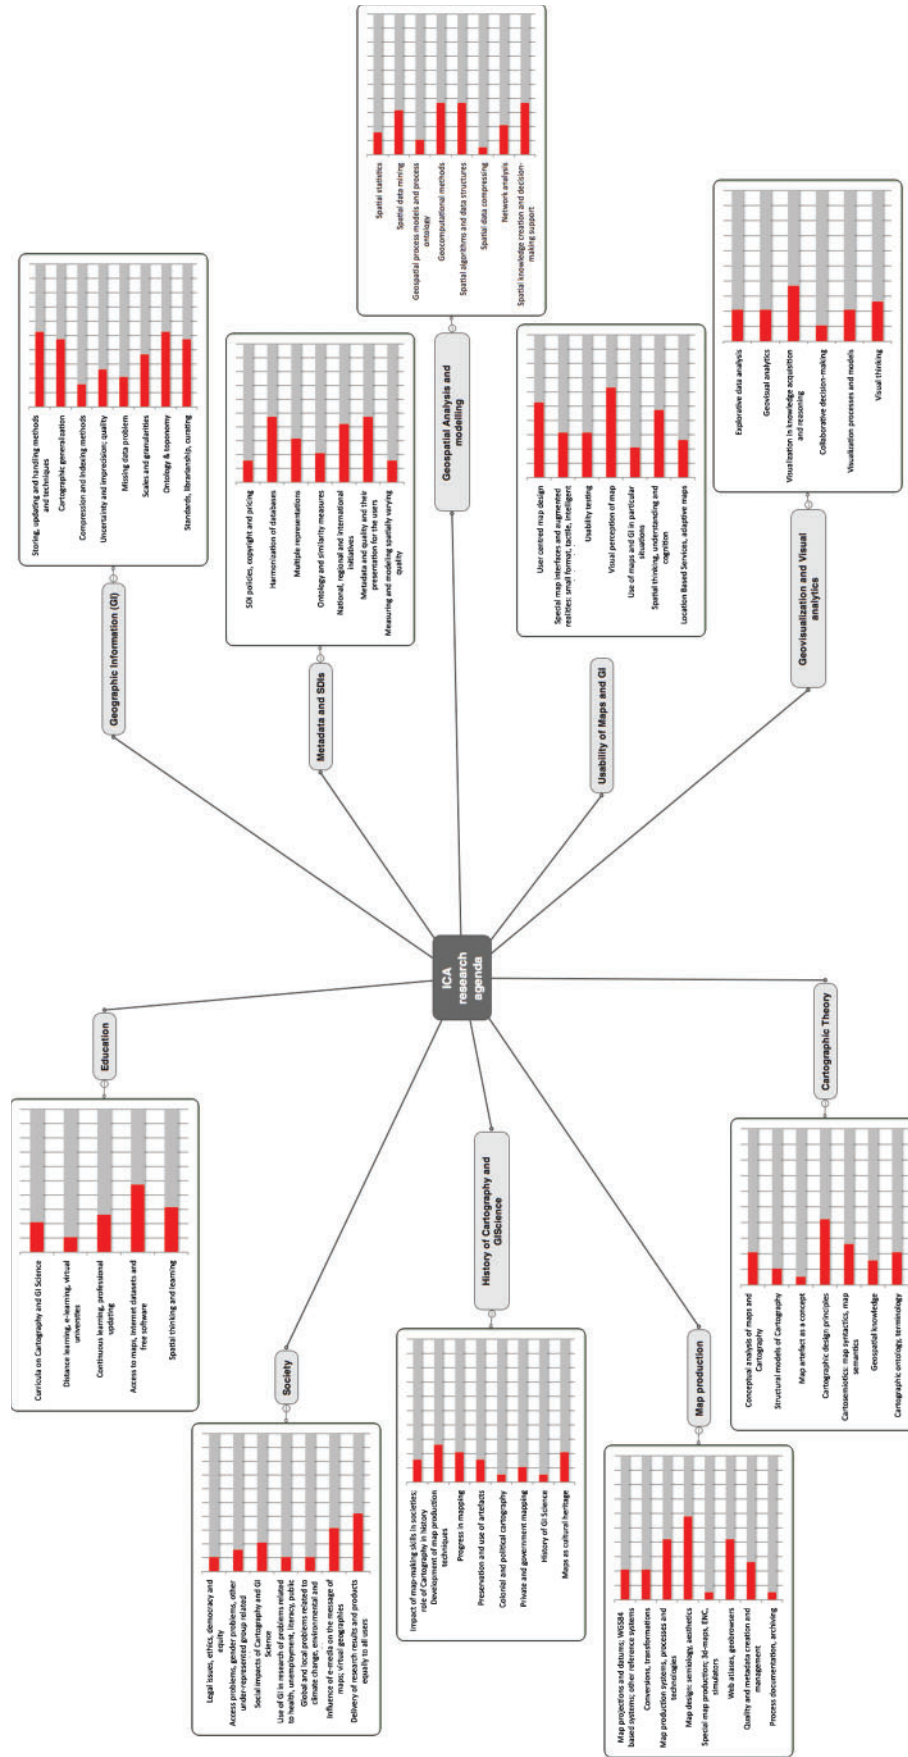 ICA
research
agenda
Education
Curricula on Cartography and GI Science
Distance learning, e-learning, virtual
universities
Continuous learning, professional
updating
Access to maps, internet datasets and
free software
Spatial thinking and learning
Society
Legal issues, ethics, democracy and
equity
Access problems, gender problems, other
under-represented group related
Social impacts of Cartography and GI
Science
Use of GI in research of problems related
to health, unemployment, literacy, public
Global and local problems related to
climate change, environmental and
Influence of e-media on the message of
maps; virtual geographies
Delivery of research results and products
equally to all users
History of Cartography and
GIScience
Impact of map-making skills in societies;
role of Cartography in history
Development of map production
techniques
Progress in mapping
Preservation and use of artefacts
Colonial and political cartography
Private and government mapping
History of GI Science
Maps as cultural heritage
Map production
Map projections and datums; WGS84
based systems; other reference systems
Conversions, transformations
Map production systems, processes and
technologies
Map design: semiology, aesthetics
Special map production; 3d-maps, ENC,
simulators
Web atlases, geobrowsers
Quality and metadata creation and
management
Process documentation, archiving
Cartographic Theory
Conceptual analysis of maps and
Cartography
Structural models of Cartography
Map artefact as a concept
Cartographic design principles
Cartosemiotics: map syntactics, map
semantics
Geospatial knowledge
Cartographic ontology, terminology
Geographic Information (GI)
Storing, updating and handling methods
and techniques
Cartographic generalization
Compression and indexing methods
Uncertainty and imprecision; quality
Missing data problem
Scales and granularities
Ontology & toponomy
Standards, librarianship, curating
Metadata and SDIs
SDI policies, copyright and pricing
Harmonization of databases
Multiple representations
Ontology and similarity measures
National, regional and international
initiatives
Metadata and quality and their
presentation for the users
Measuring and modeling spatially varying
quality
Geospatial Analysis and
modelling
Spatial statistics
Spatial data mining
Geospatial process models and process
ontology
Geocomputational methods
Spatial algorithms and data structures
Spatial data compressing
Network analysis
Spatial knowledge creation and decision-
making support
Usability of Maps and GI
User centred map design
Special map interfaces and augmented
realities: small format, tactile, intelligent
Usability testing
Visual perception of map
Use of maps and GI in particular
situations
Spatial thinking, understanding and
cognition
Location Based Services, adaptive maps
Geovisualization and Visual
analytics
Explorative data analysis
Geovisual analytics
Visualization in knowledge acquisition
and reasoning
Collaborative decision-making
Visualization processes and models
Visual thinking